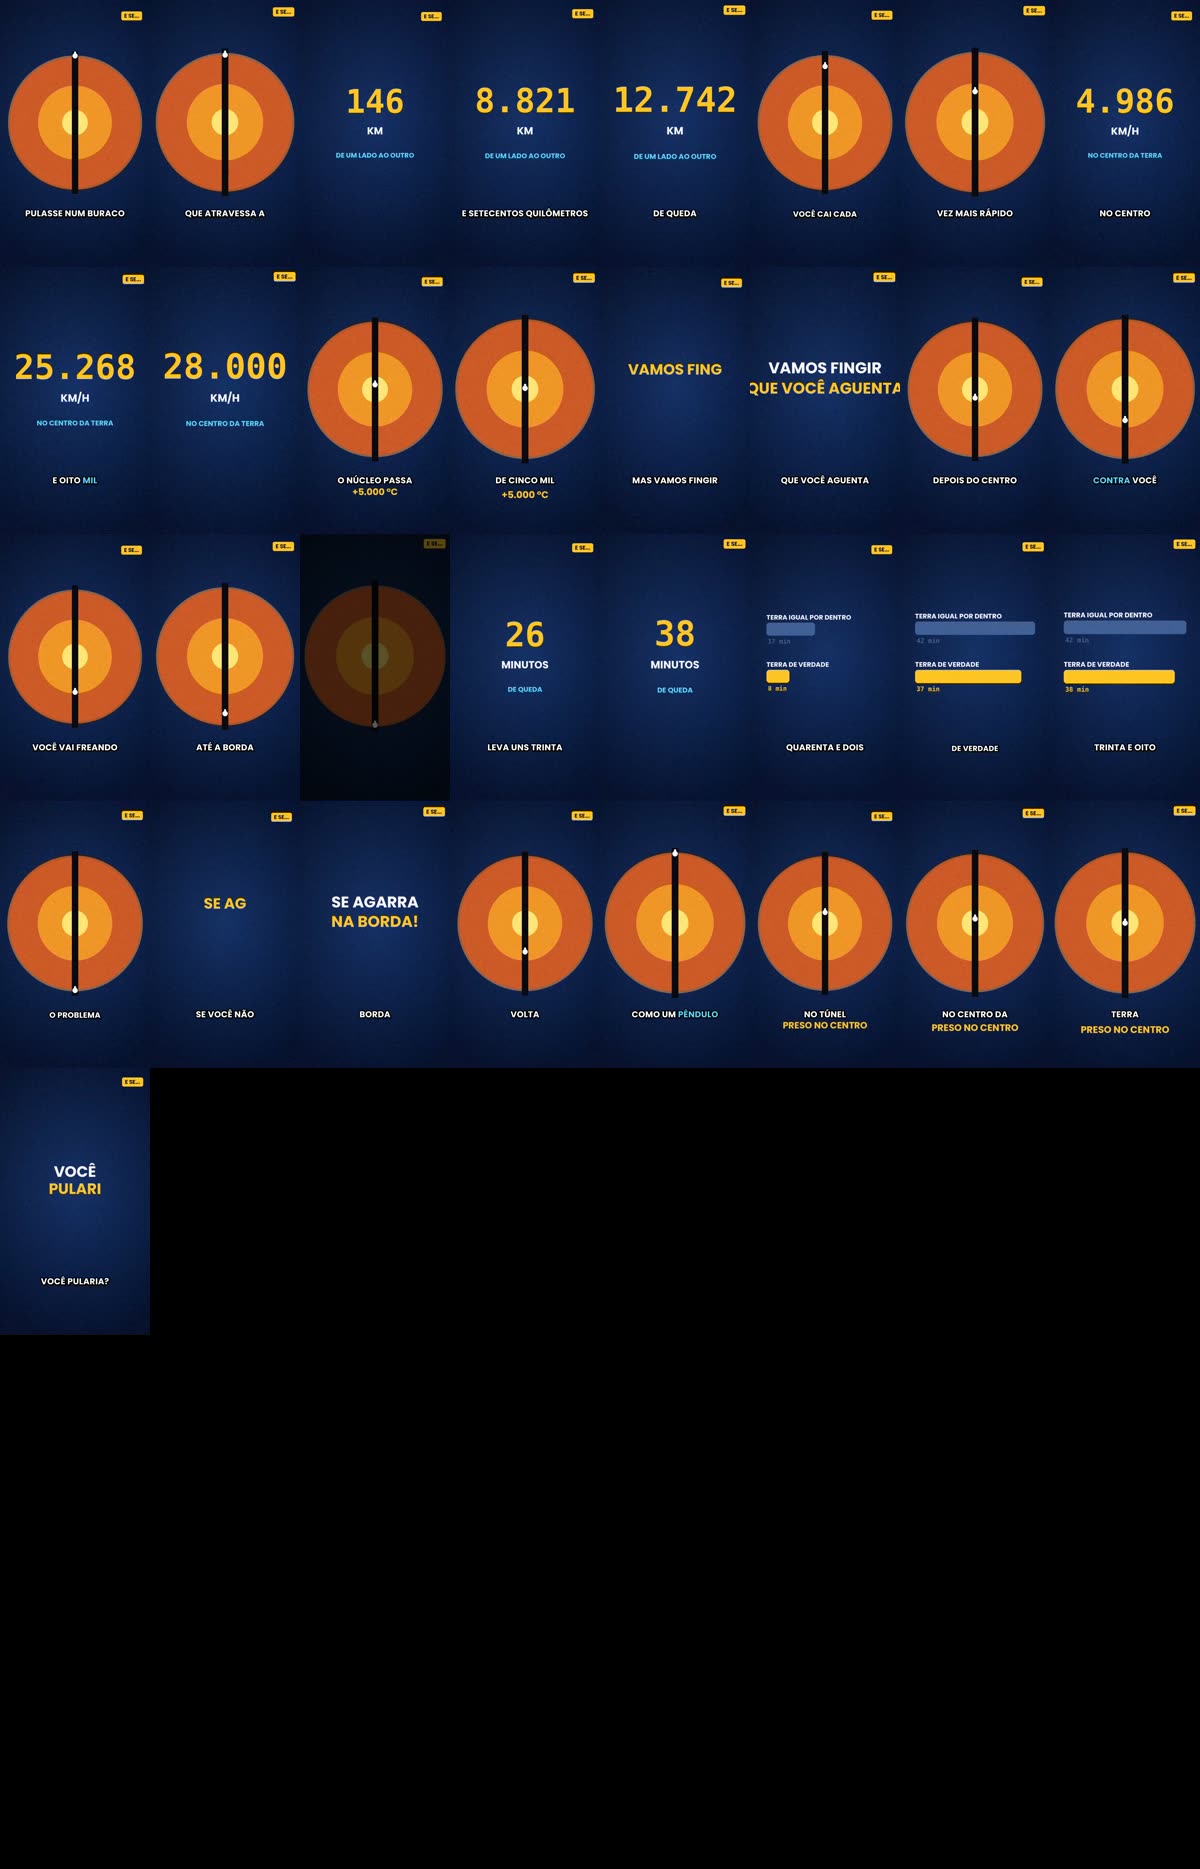 E SE...
PULASSE NUM BURACO
E SE...
QUE ATRAVESSA A
E SE...
146
KM
DE UM LADO AO OUTRO
E SE...
8.821
KM
DE UM LADO AO OUTRO
E SETECENTOS QUILÔMETROS
E SE...
12.742
KM
DE UM LADO AO OUTRO
DE QUEDA
E SE...
VOCÊ CAI CADA
E SE...
VEZ MAIS RÁPIDO
E SE...
4.986
KM/H
NO CENTRO DA TERRA
NO CENTRO
E SE...
25.268
KM/H
NO CENTRO DA TERRA
E OITO MIL
E SE...
28.000
KM/H
NO CENTRO DA TERRA
E SE...
O NÚCLEO PASSA
+5.000 °C
E SE...
DE CINCO MIL
+5.000 °C
E SE...
VAMOS FING
MAS VAMOS FINGIR
E SE...
VAMOS FINGIR
QUE VOCÊ AGUENTA
QUE VOCÊ AGUENTA
E SE...
DEPOIS DO CENTRO
E SE...
CONTRA VOCÊ
E SE...
VOCÊ VAI FREANDO
E SE...
ATÉ A BORDA
E SE...
E SE...
26
MINUTOS
DE QUEDA
LEVA UNS TRINTA
E SE...
38
MINUTOS
DE QUEDA
E SE...
TERRA IGUAL POR DENTRO
17 min
TERRA DE VERDADE
8 min
QUARENTA E DOIS
E SE...
TERRA IGUAL POR DENTRO
42 min
TERRA DE VERDADE
37 min
DE VERDADE
E SE...
TERRA IGUAL POR DENTRO
42 min
TERRA DE VERDADE
38 min
TRINTA E OITO
E SE...
O PROBLEMA
E SE...
SE AG
SE VOCÊ NÃO
E SE...
SE AGARRA
NA BORDA!
BORDA
E SE...
VOLTA
E SE...
COMO UM PÊNDULO
E SE...
NO TÚNEL
PRESO NO CENTRO
E SE...
NO CENTRO DA
PRESO NO CENTRO
E SE...
TERRA
PRESO NO CENTRO
E SE...
VOCÊ
PULARI
VOCÊ PULARIA?